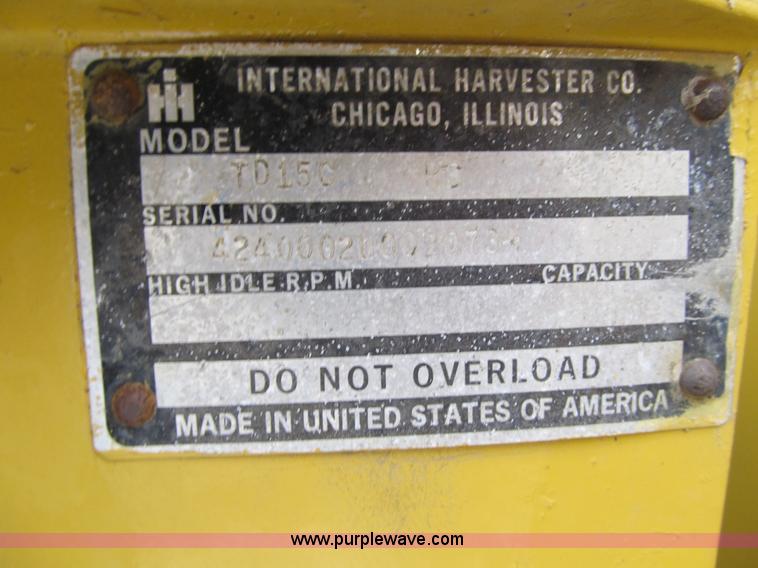 IH INTERNATIONAL HARVESTER CO.
CHICAGO, ILLINOIS
MODEL
TD15C
SERIAL NO.
HIGH IDLE R.P.M. CAPACITY
DO NOT OVERLOAD
MADE IN UNITED STATES OF AMERICA
www.purplewave.com